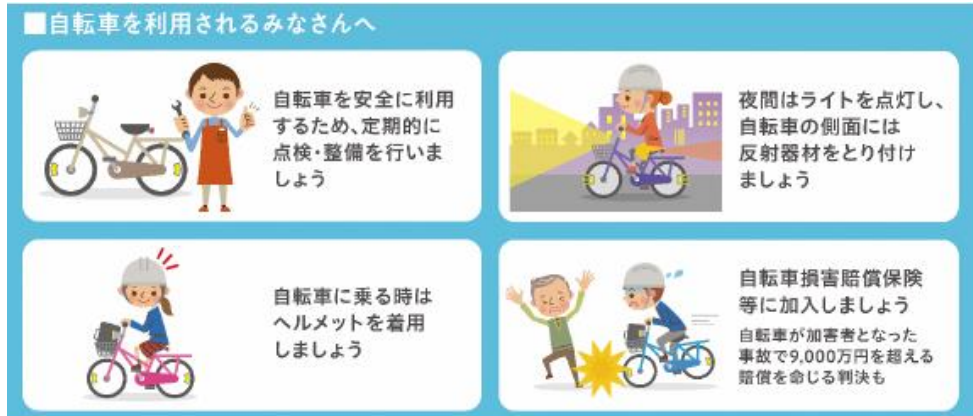 ■自転車を利用されるみなさんへ
自転車を安全に利用
するため、定期的に
点検・整備を行いま
しょう
夜間はライトを点灯し、
自転車の側面には
反射器材をとり付け
ましょう
自転車に乗る時は
ヘルメットを着用
しましょう
自転車損害賠償保険
等に加入しましょう
自転車が加害者となった
事故で9,000万円を超える
賠償を命じる判決も